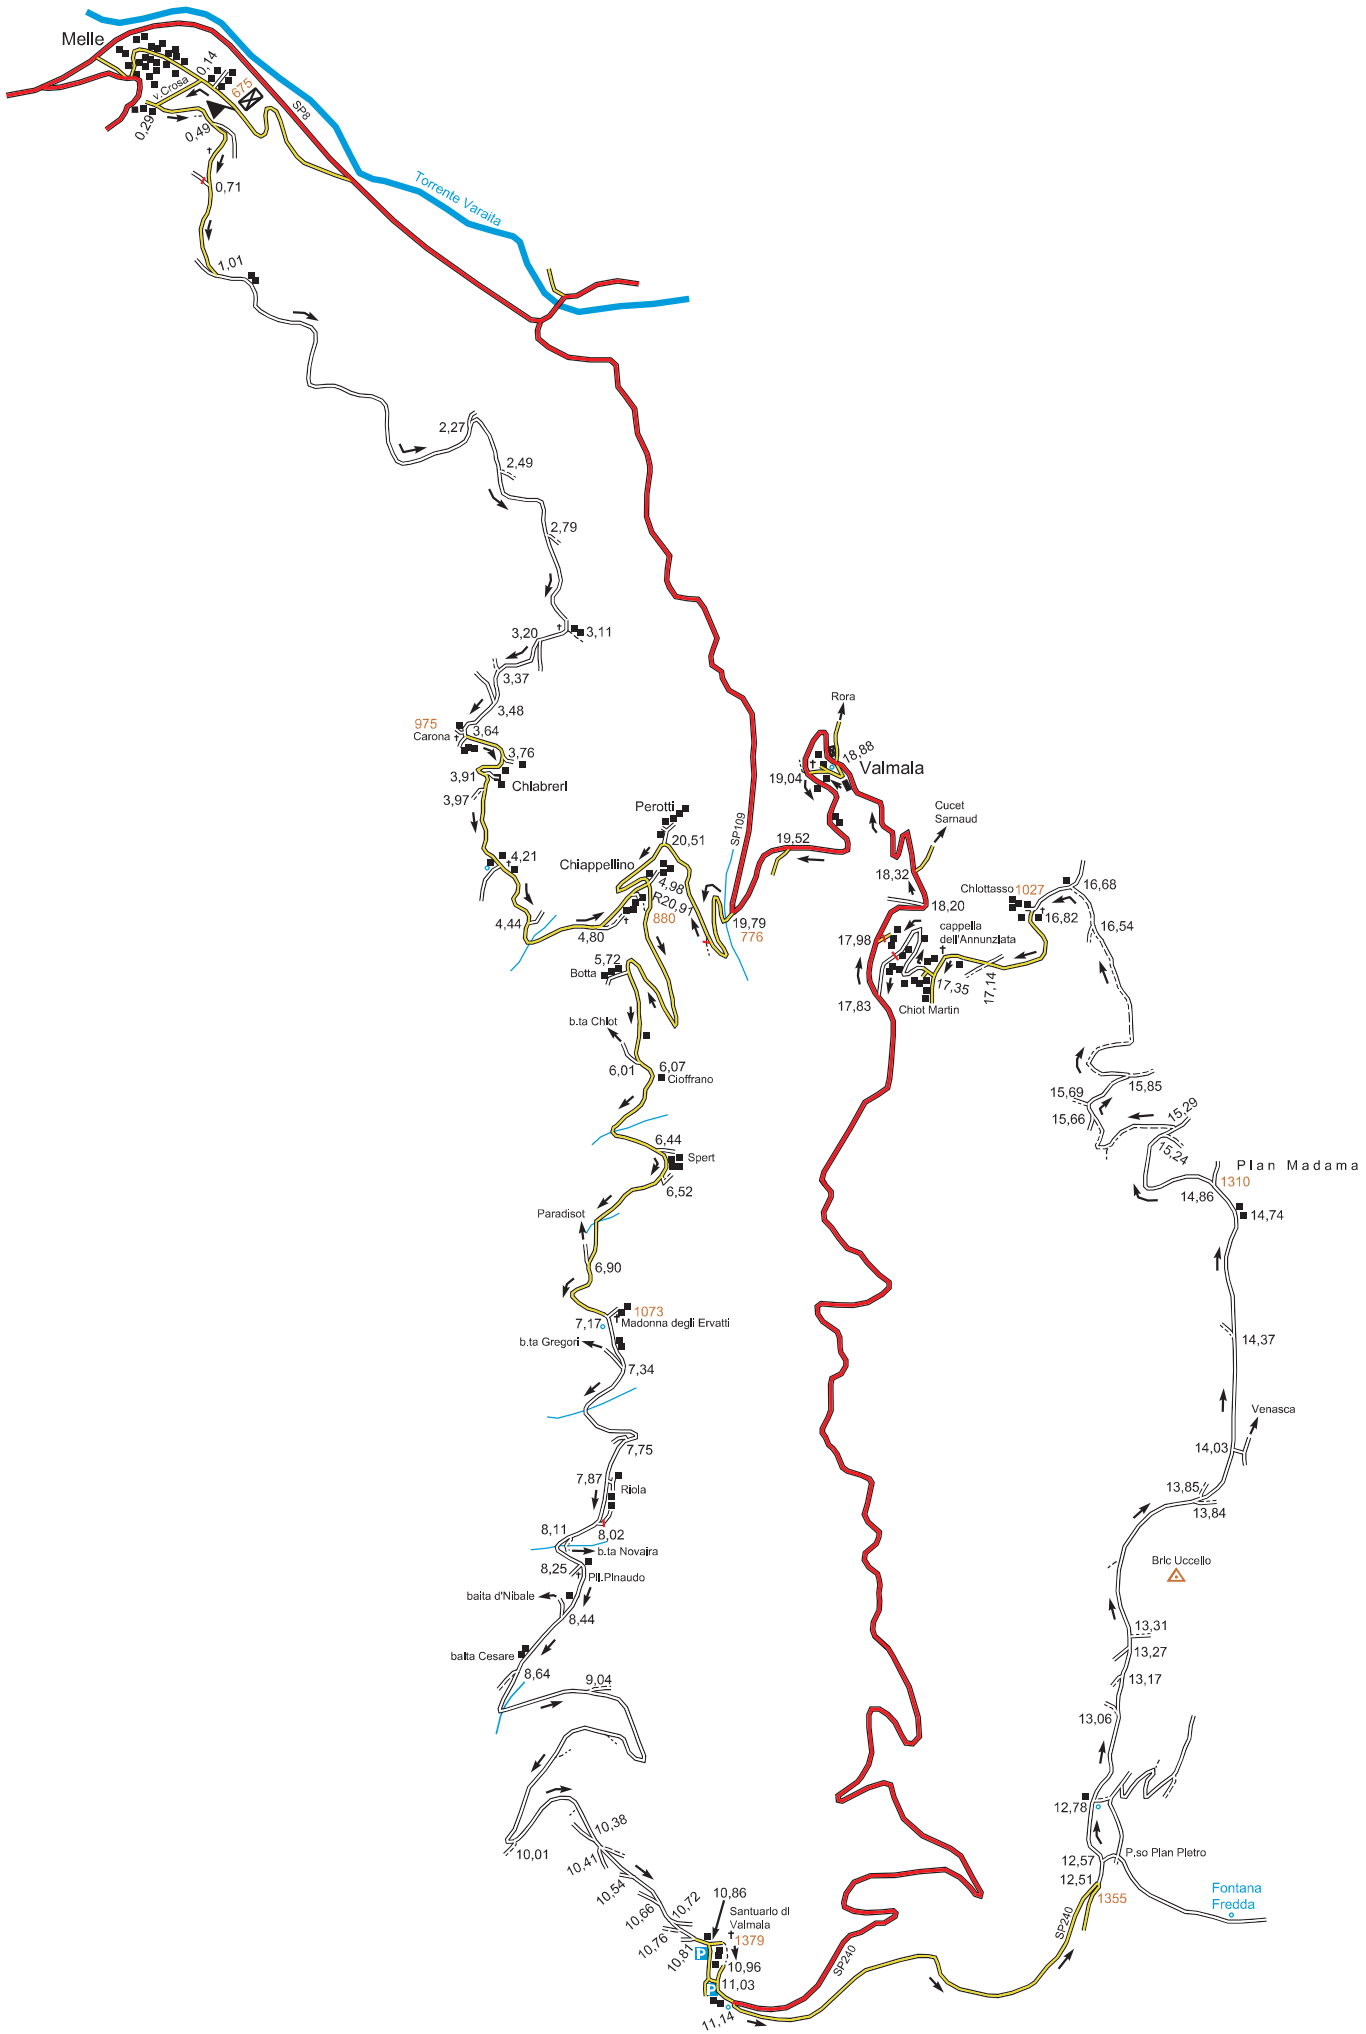 Melle
0,14
v.Crosa
675
0,29
0,49
SP8
Torrente Varaita
0,71
1,01
2,27
2,49
2,79
3,20
3,11
3,37
3,48
975
Carona
3,64
3,76
3,91
Chiabreri
3,97
4,21
4,44
4,80
Perotti
20,51
Chiappellino
4,98
R20,91
880
SP109
19,79
776
Rora
18,88
Valmala
19,04
19,52
Cucet
Sarnaud
18,32
18,20
Chiottasso
1027
16,68
16,82
16,54
17,98
cappella
dell'Annunziata
17,35
17,14
17,83
Chiot Martin
5,72
Botta
b.ta Chiot
6,01
6,07
Cioffrano
15,69
15,85
15,66
15,29
15,24
Pian Madama
1310
14,86
14,74
6,44
Spert
6,52
Paradisot
6,90
1073
7,17
Madonna degli Ervatti
b.ta Gregori
7,34
14,37
Venasca
14,03
7,75
7,87
Riola
13,85
13,84
8,11
8,02
b.ta Novaira
8,25
Pil.Pinaudo
Bric Uccello
baita d'Nibale
8,44
13,31
13,27
baita Cesare
8,64
9,04
13,17
13,06
12,78
10,38
10,01
10,41
P.so Pian Pietro
12,57
12,51
1355
Fontana
Fredda
10,54
10,66
10,72
10,86
Santuario di
Valmala
1379
10,76
10,81
P
10,96
P
11,03
11,14
SP240
SP240